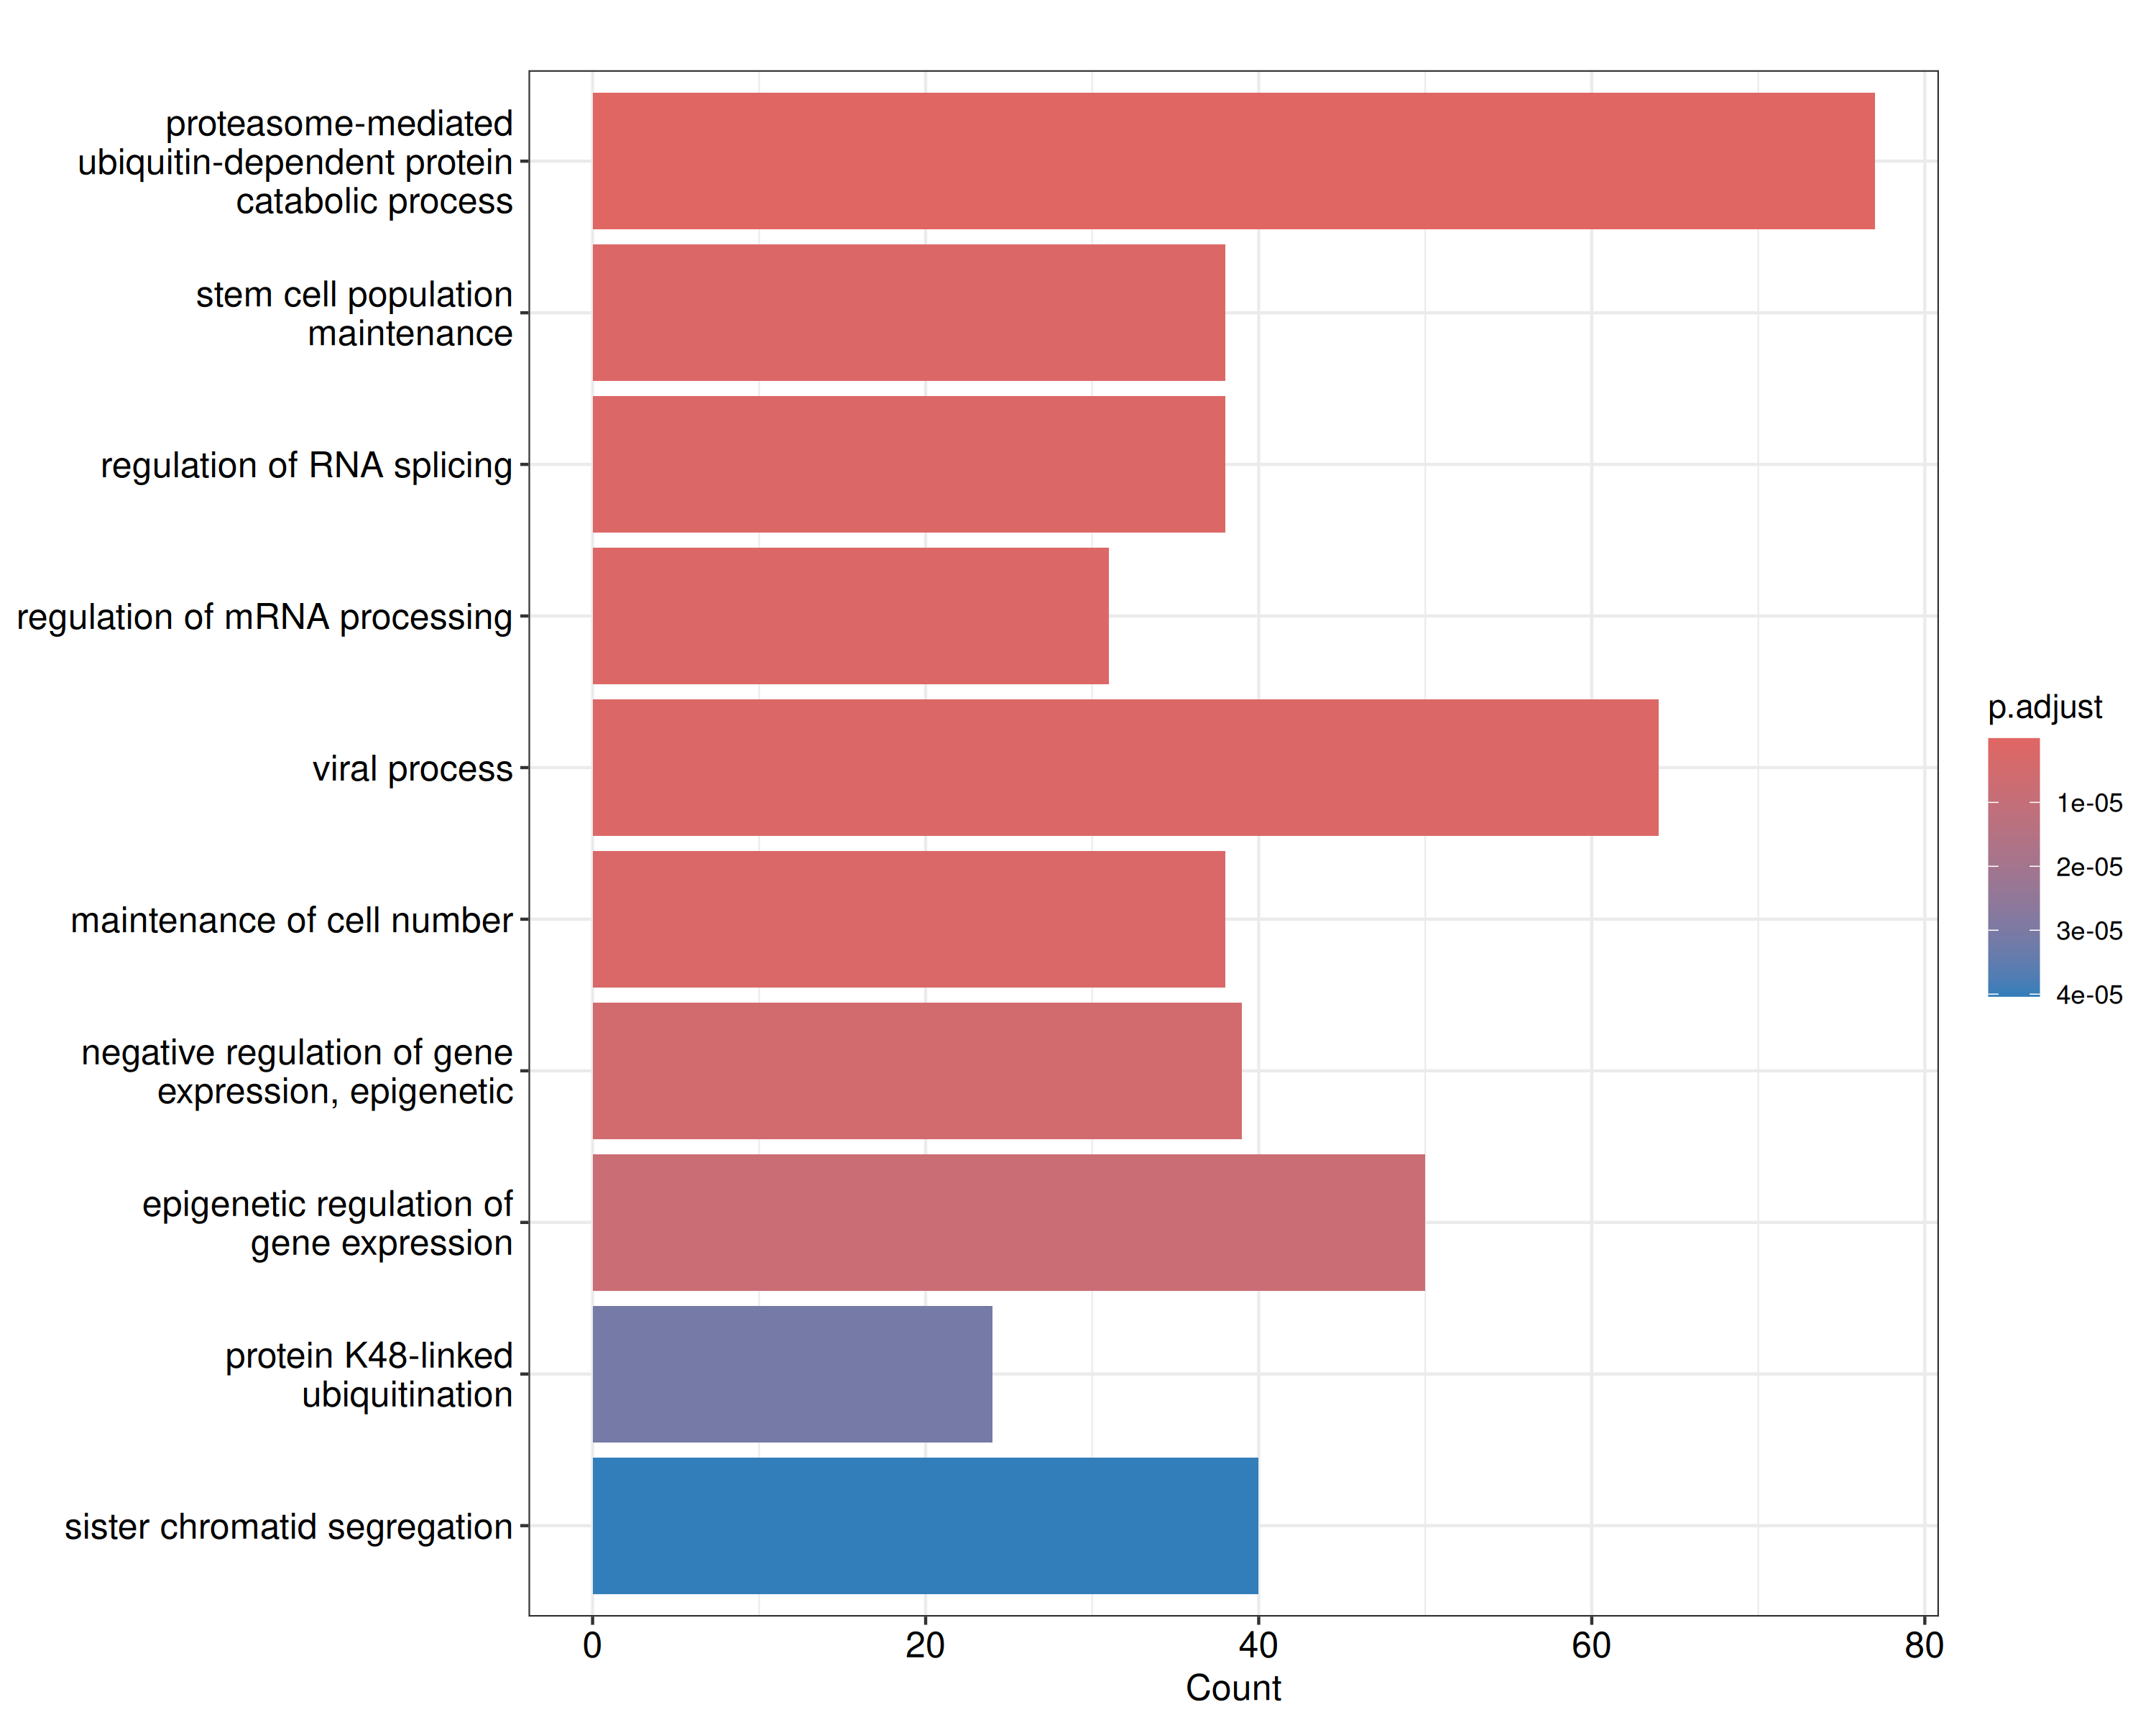 proteasome-mediated
ubiquitin-dependent protein
catabolic process
stem cell population
maintenance
regulation of RNA splicing
regulation of mRNA processing
viral process
maintenance of cell number
negative regulation of gene
expression, epigenetic
epigenetic regulation of
gene expression
protein K48-linked
ubiquitination
sister chromatid segregation
0 20 40 60 80
Count
p.adjust
1e-05
2e-05
3e-05
4e-05